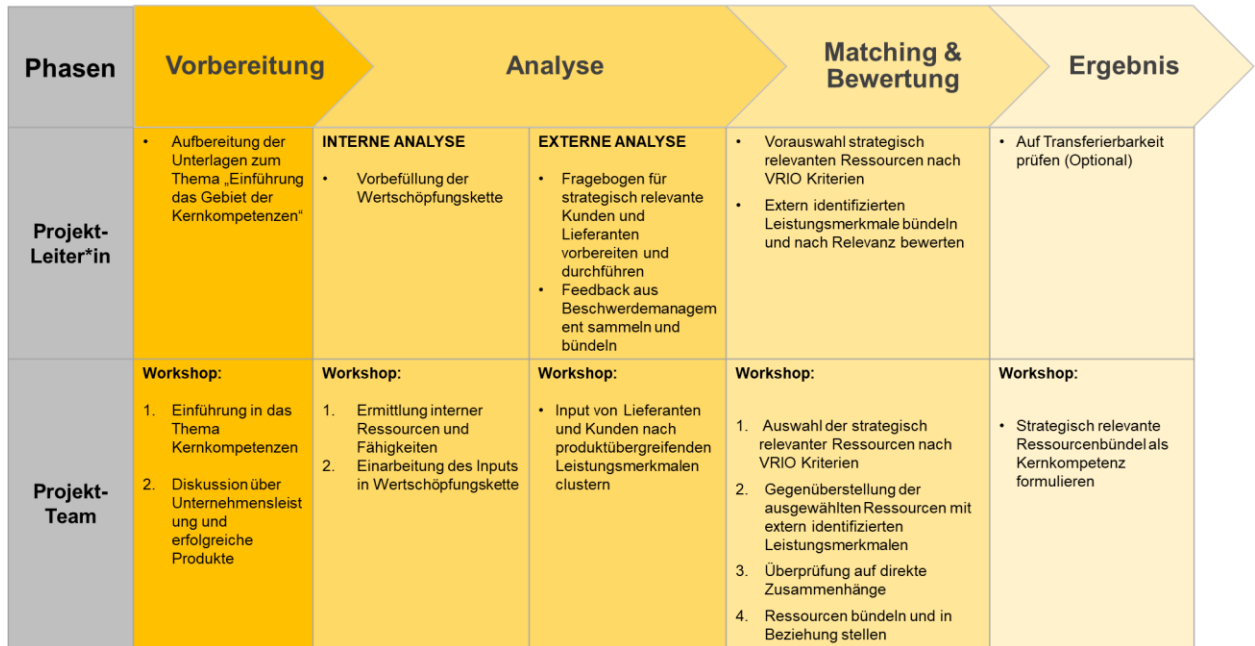 Phasen
Vorbereitung
Analyse
Matching &
Bewertung
Ergebnis
Projekt-
Leiter*in
• Aufbereitung der
Unterlagen zum
Thema „Einführung
das Gebiet der
Kernkompetenzen“
INTERNE ANALYSE
• Vorbefüllung der
Wertschöpfungskette
EXTERNE ANALYSE
• Fragebogen für
strategisch relevante
Kunden und
Lieferanten
vorbereiten und
durchführen
• Feedback aus
Beschwerdemanagem
ent sammeln und
bündeln
• Vorauswahl strategisch
relevanten Ressourcen nach
VRIO Kriterien
• Extern identifizierten
Leistungsmerkmale bündeln
und nach Relevanz bewerten
• Auf Transferierbarkeit
prüfen (Optional)
Projekt-
Team
Workshop:
1. Einführung in das
Thema
Kernkompetenzen
2. Diskussion über
Unternehmensleist
ung und
erfolgreiche
Produkte
Workshop:
1. Ermittlung interner
Ressourcen und
Fähigkeiten
2. Einarbeitung des Inputs
in Wertschöpfungskette
Workshop:
• Input von Lieferanten
und Kunden nach
produktübergreifenden
Leistungsmerkmalen
clustern
Workshop:
1. Auswahl der strategisch
relevanter Ressourcen nach
VRIO Kriterien
2. Gegenüberstellung der
ausgewählten Ressourcen mit
extern identifizierten
Leistungsmerkmalen
3. Überprüfung auf direkte
Zusammenhänge
4. Ressourcen bündeln und in
Beziehung stellen
Workshop:
• Strategisch relevante
Ressourcenbündel als
Kernkompetenz
formulieren